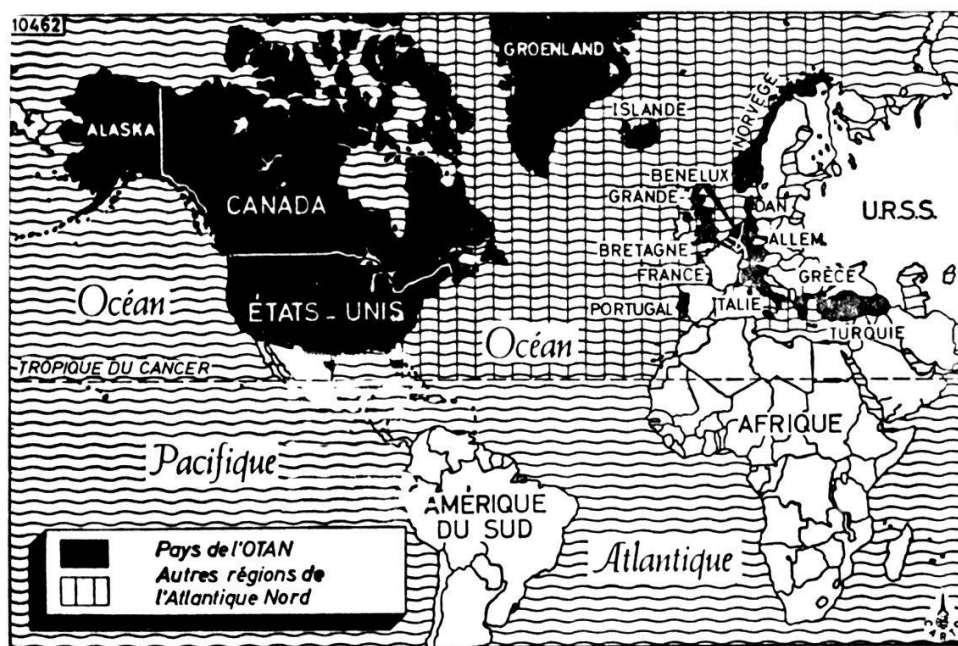 10462
GROENLAND
ISLANDE
NORVÈGE
ALASKA
BENELUX
GRANDE-
BRETAGNE
DAN.
ALLEM.
U.R.S.S.
CANADA
FRANCE
GRÈCE
ÉTATS-UNIS
PORTUGAL
ITALIE
TURQUIE
Océan
Océan
TROPIQUE DU CANCER
AFRIQUE
Pacifique
AMÉRIQUE
DU SUD
Atlantique
Pays de l'OTAN
Autres régions de
l'Atlantique Nord